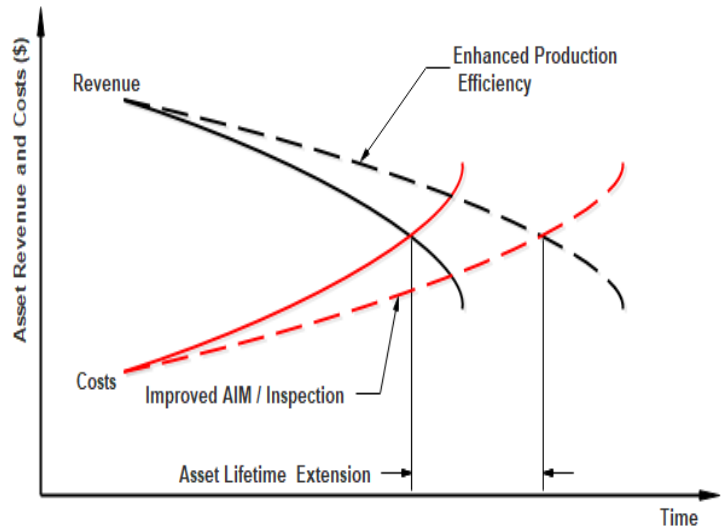 Asset Revenue and Costs ($)
Enhanced Production
Efficiency
Revenue
Costs
Improved AIM / Inspection
Asset Lifetime Extension
Time